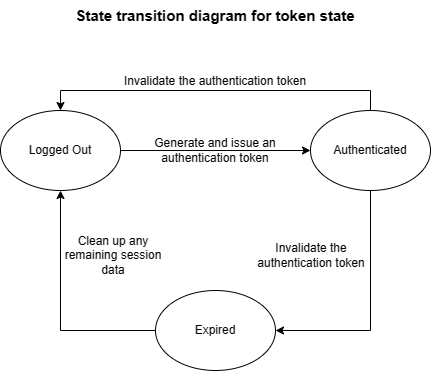 State transition diagram for token state
Invalidate the authentication token
Logged Out
Generate and issue an
authentication token
Authenticated
Clean up any
remaining session
data
Invalidate the
authentication token
Expired